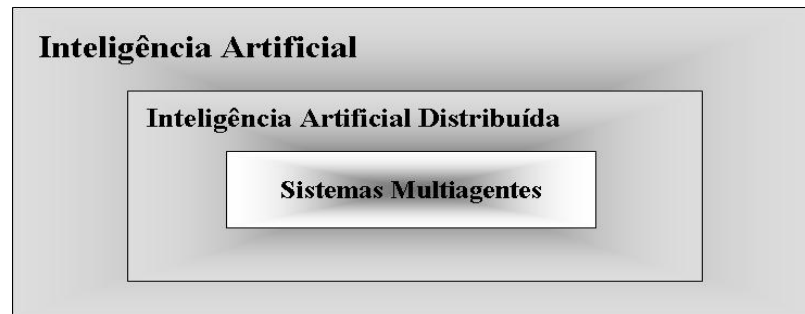 Inteligência Artificial
Inteligência Artificial Distribuída
Sistemas Multiagentes